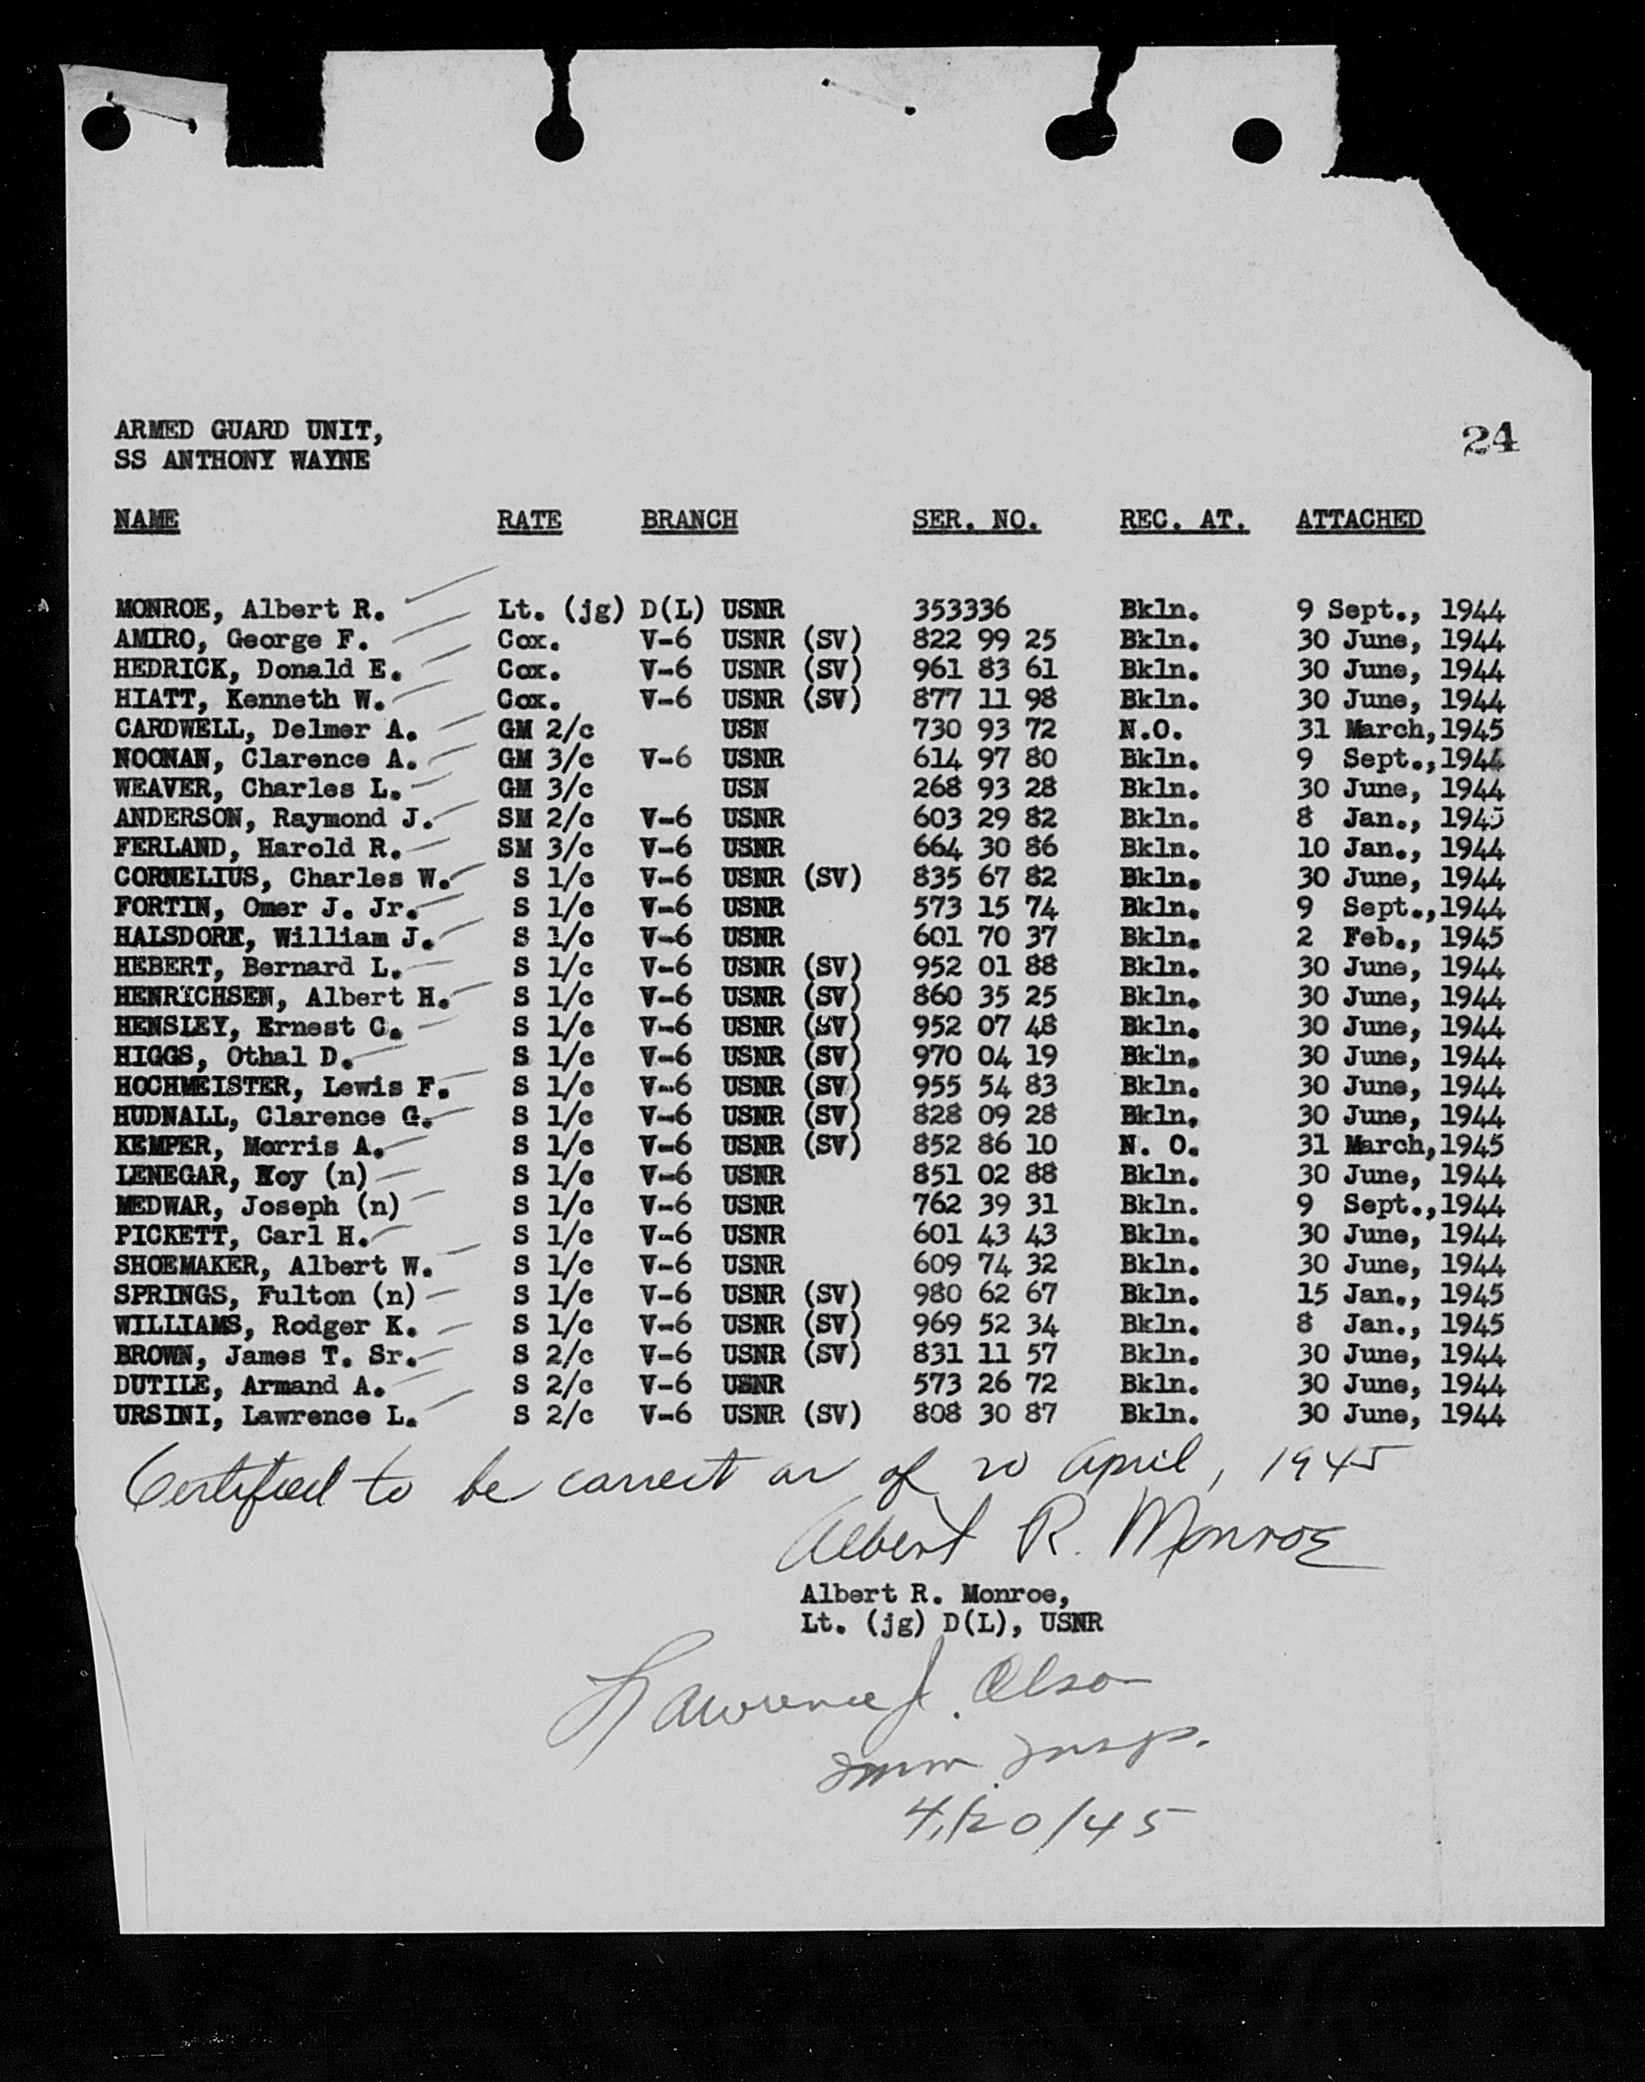 ARMED GUARD UNIT,
SS ANTHONY WAYNE
24
NAME RATE BRANCH SER. NO. REC. AT. ATTACHED
MONROE, Albert R. Lt. (jg) D(L) USNR 353336 Bkln. 9 Sept., 1944
AMIRO, George F. Cox. V-6 USNR (SV) 822 99 25 Bkln. 30 June, 1944
HEDRICK, Donald E. Cox. V-6 USNR (SV) 961 83 61 Bkln. 30 June, 1944
HIATT, Kenneth W. Cox. V-6 USNR (SV) 877 11 98 Bkln. 30 June, 1944
CARDWELL, Delmer A. GM 2/c USN 730 93 72 N.O. 31 March,1945
NOONAN, Clarence A. GM 3/c V-6 USNR 614 97 80 Bkln. 9 Sept.,1944
WEAVER, Charles L. GM 3/c USN 268 93 28 Bkln. 30 June, 1944
ANDERSON, Raymond J. SM 2/c V-6 USNR 603 29 82 Bkln. 8 Jan., 1945
FERLAND, Harold R. SM 3/c V-6 USNR 664 30 86 Bkln. 10 Jan., 1944
CORNELIUS, Charles W. S 1/c V-6 USNR (SV) 835 67 82 Bkln. 30 June, 1944
FORTIN, Omer J. Jr. S 1/c V-6 USNR 573 15 74 Bkln. 9 Sept.,1944
HALSDORF, William J. S 1/c V-6 USNR 601 70 37 Bkln. 2 Feb., 1945
HEBERT, Bernard L. S 1/c V-6 USNR (SV) 952 01 88 Bkln. 30 June, 1944
HENRICHSEN, Albert H. S 1/c V-6 USNR (SV) 860 35 25 Bkln. 30 June, 1944
HENSLEY, Ernest C. S 1/c V-6 USNR (SV) 952 07 48 Bkln. 30 June, 1944
HIGGS, Othal D. S 1/c V-6 USNR (SV) 970 04 19 Bkln. 30 June, 1944
HOCHMEISTER, Lewis F. S 1/c V-6 USNR (SV) 955 54 83 Bkln. 30 June, 1944
HUDNALL, Clarence G. S 1/c V-6 USNR (SV) 828 09 28 Bkln. 30 June, 1944
KEMPER, Morris A. S 1/c V-6 USNR (SV) 852 86 10 N. O. 31 March,1945
LENEGAR, (n) S 1/c V-6 USNR 851 02 88 Bkln. 30 June, 1944
MEDWAR, Joseph (n) S 1/c V-6 USNR 762 39 31 Bkln. 9 Sept.,1944
PICKETT, Carl H. S 1/c V-6 USNR 601 43 43 Bkln. 30 June, 1944
SHOEMAKER, Albert W. S 1/c V-6 USNR 609 74 32 Bkln. 30 June, 1944
SPRINGS, Fulton (n) S 1/c V-6 USNR (SV) 980 62 67 Bkln. 15 Jan., 1945
WILLIAMS, Rodger K. S 1/c V-6 USNR (SV) 969 52 34 Bkln. 8 Jan., 1945
BROWN, James T. Sr. S 2/c V-6 USNR (SV) 831 11 57 Bkln. 30 June, 1944
DUTILE, Armand A. S 2/c V-6 USNR 573 26 72 Bkln. 30 June, 1944
URSINI, Lawrence L. S 2/c V-6 USNR (SV) 808 30 87 Bkln. 30 June, 1944
Certified to be correct as of 20 April, 1945
Albert R. Monroe
Albert R. Monroe,
Lt. (jg) D(L), USNR
Lawrence J. Olson
Imm. Insp.
4/20/45